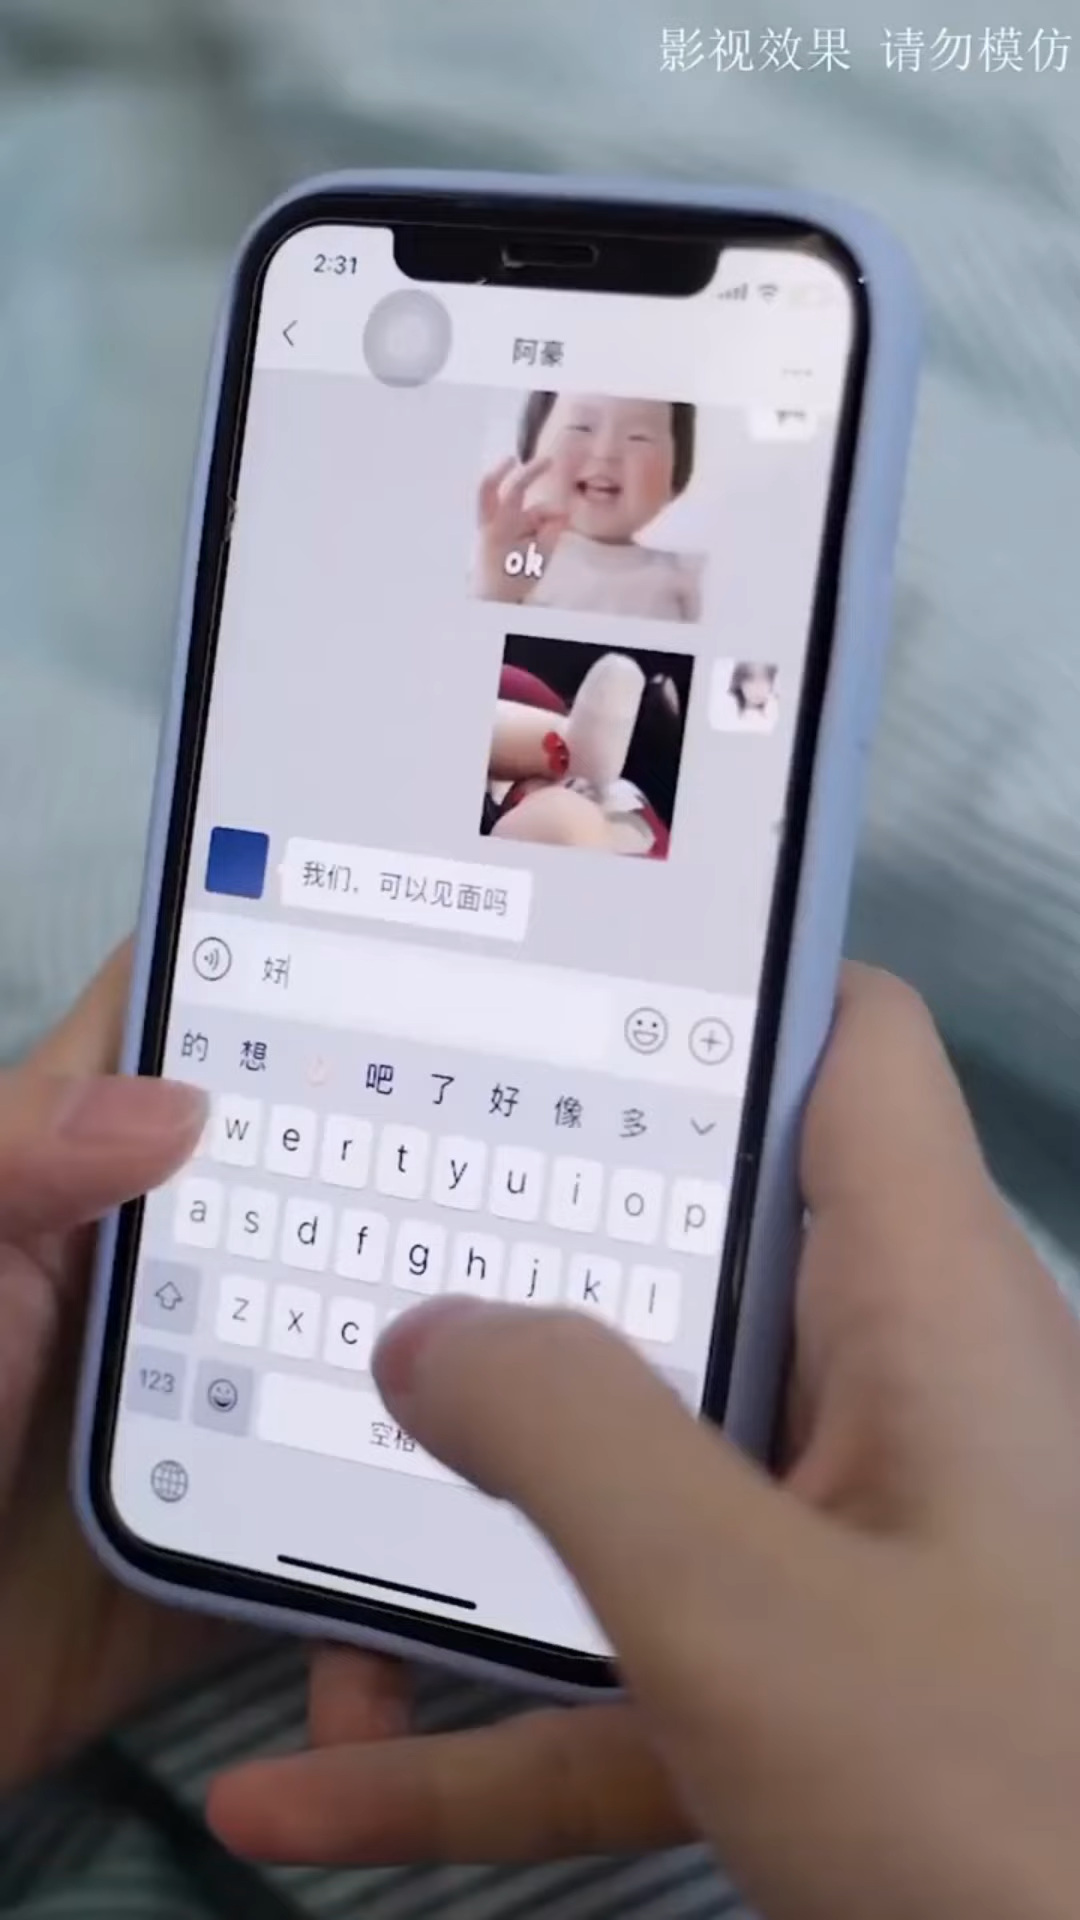 影视效果 请勿模仿
2:31
阿豪
ok
我们，可以见面吗
好
的 想 吧 了 好 像 多
w e r t y u i o p
a s d f g h j k l
z x c
123
空格